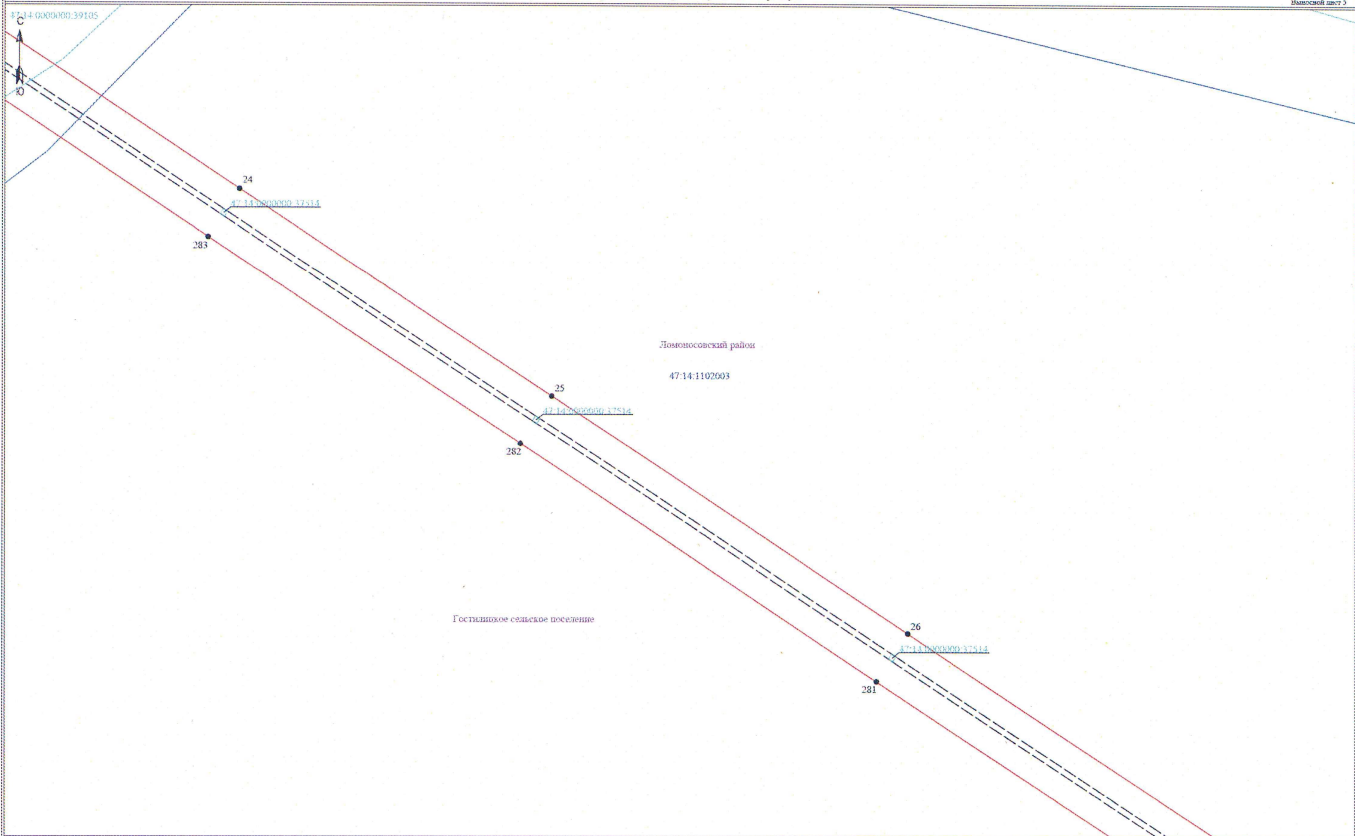 Выносной лист 3
47:14:0000000:39105
С
Ю
24
47:14:0000000:37514
283
Ломоносовский район
47:14:1102003
25
47:14:0000000:37514
282
Гостилицкое сельское поселение
26
47:14:0000000:37514
281